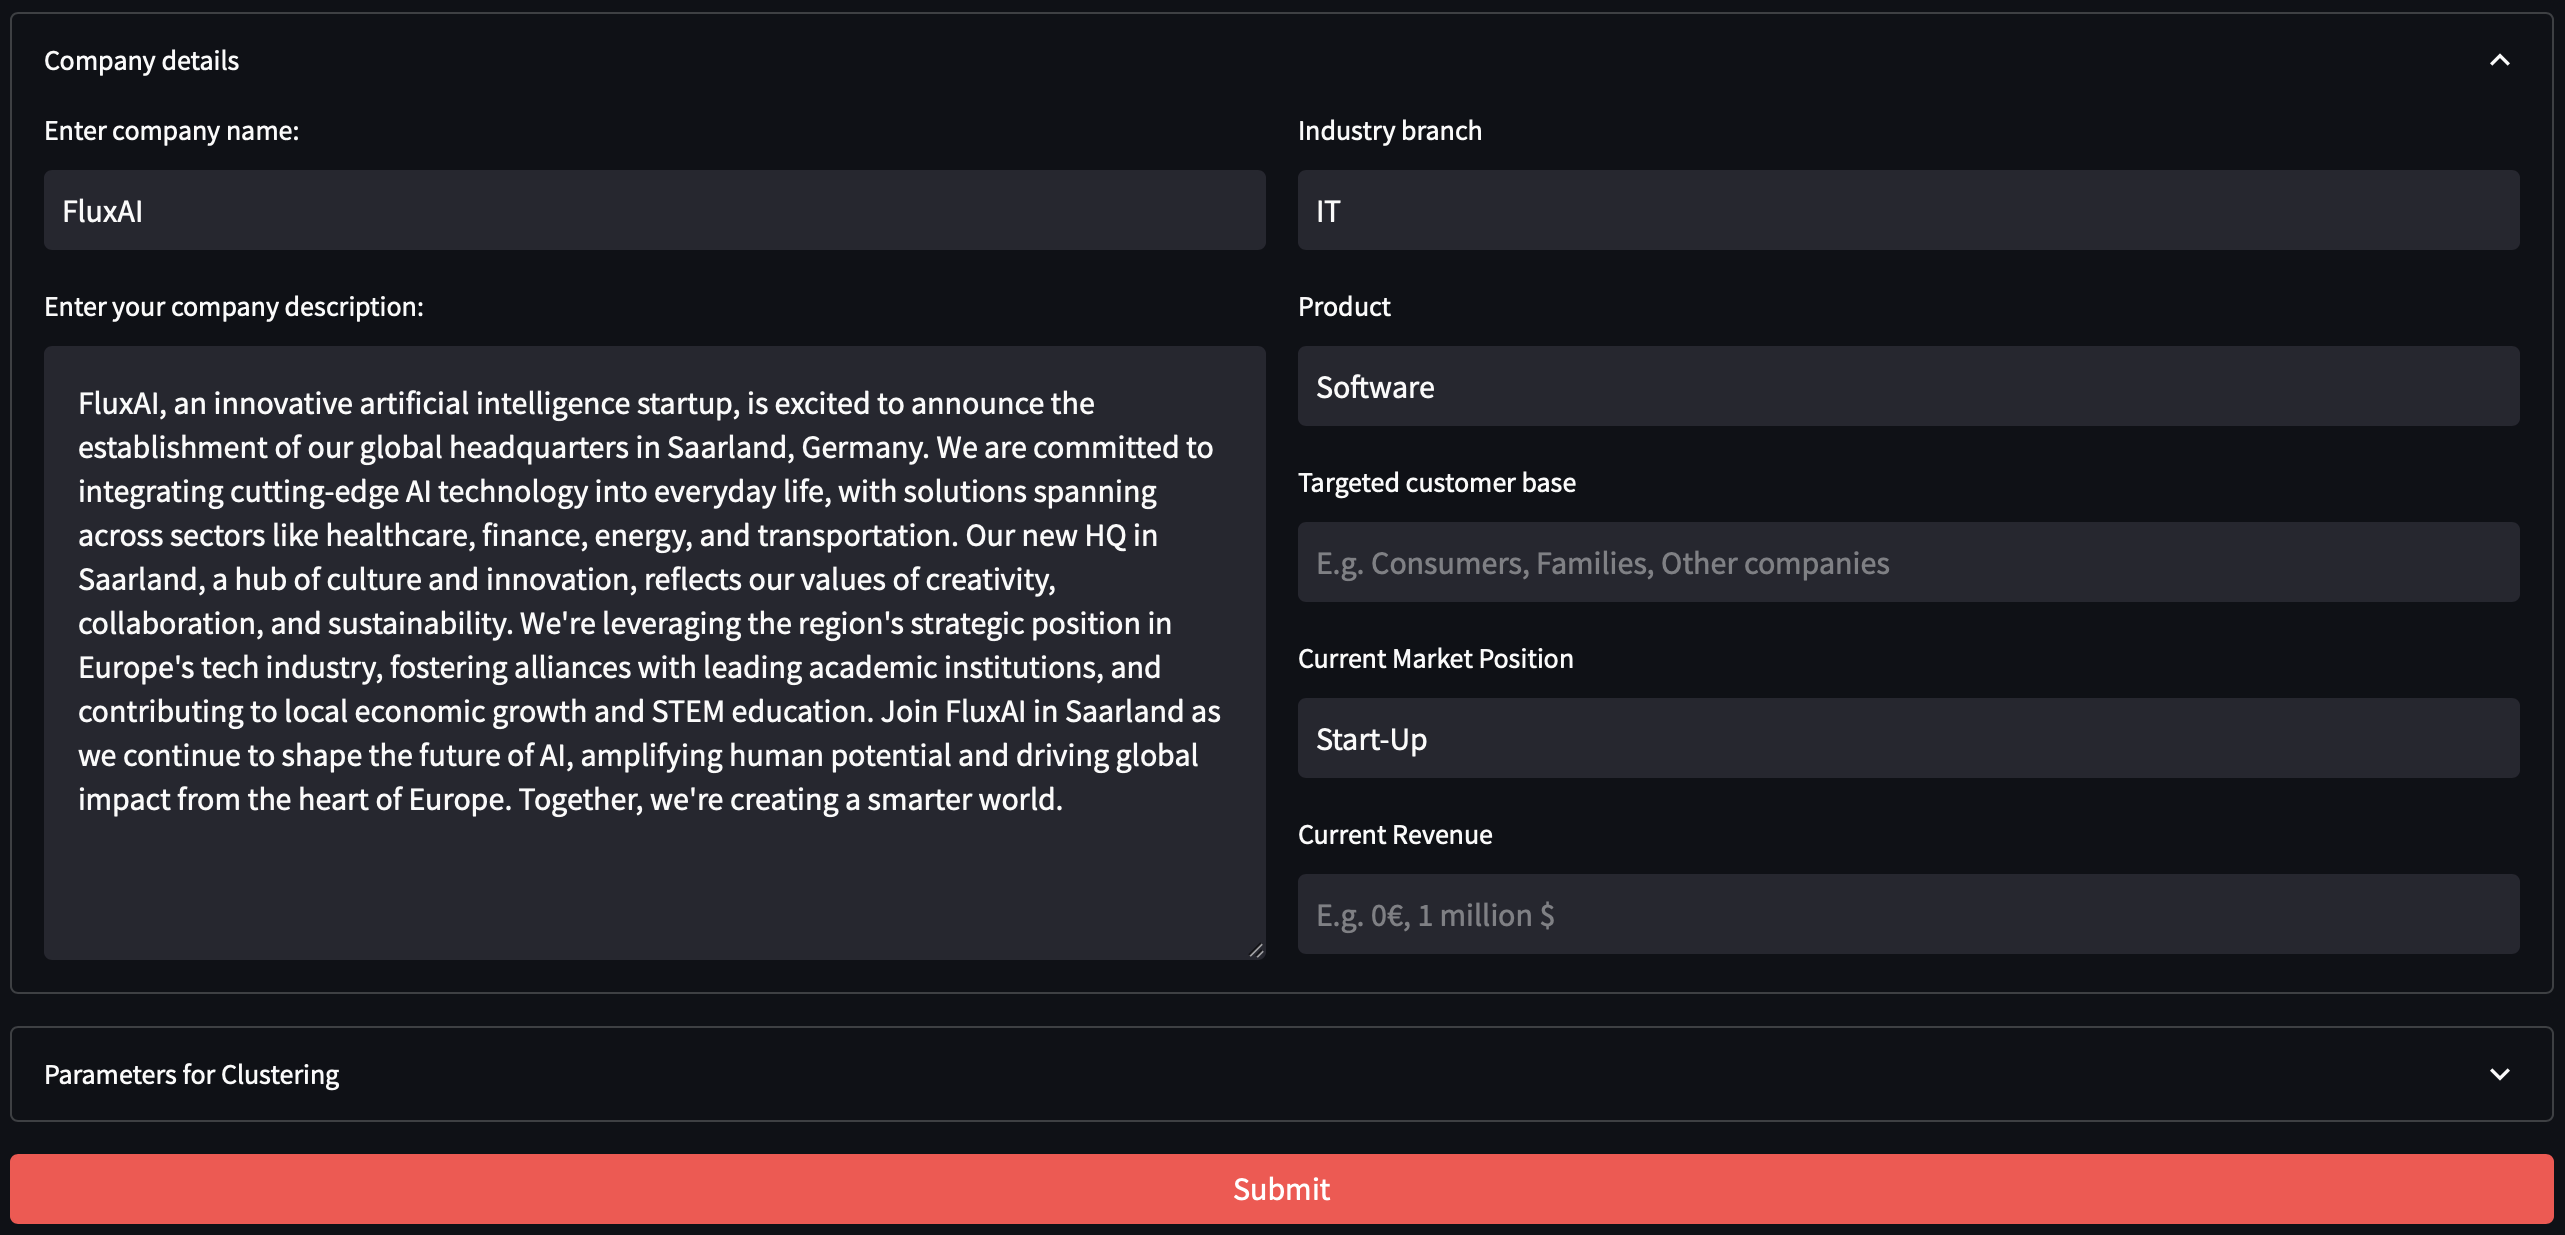 Company details
Enter company name:
FluxAI
Enter your company description:
FluxAI, an innovative artificial intelligence startup, is excited to announce the
establishment of our global headquarters in Saarland, Germany. We are committed to
integrating cutting-edge AI technology into everyday life, with solutions spanning
across sectors like healthcare, finance, energy, and transportation. Our new HQ in
Saarland, a hub of culture and innovation, reflects our values of creativity,
collaboration, and sustainability. We're leveraging the region's strategic position in
Europe's tech industry, fostering alliances with leading academic institutions, and
contributing to local economic growth and STEM education. Join FluxAI in Saarland as
we continue to shape the future of AI, amplifying human potential and driving global
impact from the heart of Europe. Together, we're creating a smarter world.
Industry branch
IT
Product
Software
Targeted customer base
E.g. Consumers, Families, Other companies
Current Market Position
Start-Up
Current Revenue
E.g. 0€, 1 million $
Parameters for Clustering
Submit